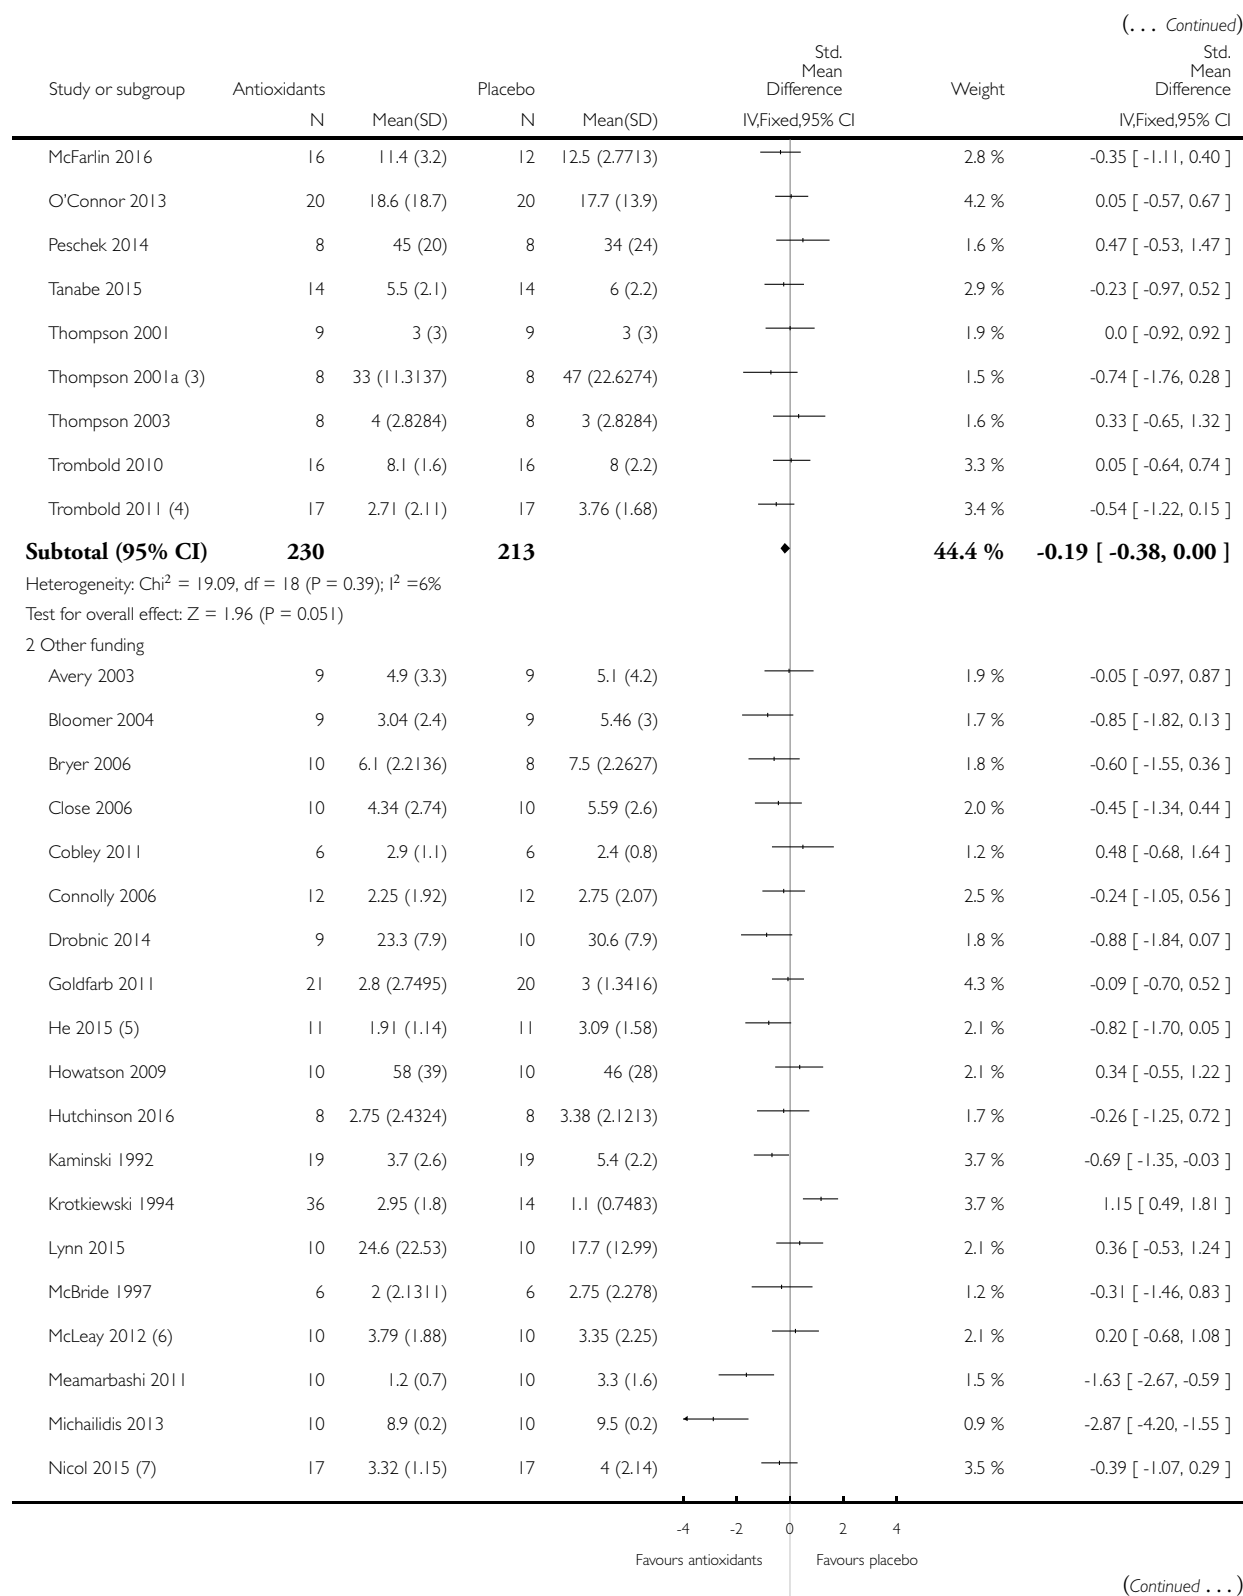 (... Continued)
Std.
Mean
Difference
Std.
Mean
Difference
Study or subgroup Antioxidants Placebo Weight
N Mean(SD) N Mean(SD) IV,Fixed,95% CI IV,Fixed,95% CI
McFarlin 2016 16 11.4 (3.2) 12 12.5 (2.7713) 2.8 % -0.35 [ -1.11, 0.40 ]
O'Connor 2013 20 18.6 (18.7) 20 17.7 (13.9) 4.2 % 0.05 [ -0.57, 0.67 ]
Peschek 2014 8 45 (20) 8 34 (24) 1.6 % 0.47 [ -0.53, 1.47 ]
Tanabe 2015 14 5.5 (2.1) 14 6 (2.2) 2.9 % -0.23 [ -0.97, 0.52 ]
Thompson 2001 9 3 (3) 9 3 (3) 1.9 % 0.0 [ -0.92, 0.92 ]
Thompson 2001a (3) 8 33 (11.3137) 8 47 (22.6274) 1.5 % -0.74 [ -1.76, 0.28 ]
Thompson 2003 8 4 (2.8284) 8 3 (2.8284) 1.6 % 0.33 [ -0.65, 1.32 ]
Trombold 2010 16 8.1 (1.6) 16 8 (2.2) 3.3 % 0.05 [ -0.64, 0.74 ]
Trombold 2011 (4) 17 2.71 (2.11) 17 3.76 (1.68) 3.4 % -0.54 [ -1.22, 0.15 ]
Subtotal (95% CI) 230 213 44.4 % -0.19 [ -0.38, 0.00 ]
Heterogeneity: Chi² = 19.09, df = 18 (P = 0.39); I² =6%
Test for overall effect: Z = 1.96 (P = 0.051)
2 Other funding
Avery 2003 9 4.9 (3.3) 9 5.1 (4.2) 1.9 % -0.05 [ -0.97, 0.87 ]
Bloomer 2004 9 3.04 (2.4) 9 5.46 (3) 1.7 % -0.85 [ -1.82, 0.13 ]
Bryer 2006 10 6.1 (2.2136) 8 7.5 (2.2627) 1.8 % -0.60 [ -1.55, 0.36 ]
Close 2006 10 4.34 (2.74) 10 5.59 (2.6) 2.0 % -0.45 [ -1.34, 0.44 ]
Cobley 2011 6 2.9 (1.1) 6 2.4 (0.8) 1.2 % 0.48 [ -0.68, 1.64 ]
Connolly 2006 12 2.25 (1.92) 12 2.75 (2.07) 2.5 % -0.24 [ -1.05, 0.56 ]
Drobnic 2014 9 23.3 (7.9) 10 30.6 (7.9) 1.8 % -0.88 [ -1.84, 0.07 ]
Goldfarb 2011 21 2.8 (2.7495) 20 3 (1.3416) 4.3 % -0.09 [ -0.70, 0.52 ]
He 2015 (5) 11 1.91 (1.14) 11 3.09 (1.58) 2.1 % -0.82 [ -1.70, 0.05 ]
Howatson 2009 10 58 (39) 10 46 (28) 2.1 % 0.34 [ -0.55, 1.22 ]
Hutchinson 2016 8 2.75 (2.4324) 8 3.38 (2.1213) 1.7 % -0.26 [ -1.25, 0.72 ]
Kaminski 1992 19 3.7 (2.6) 19 5.4 (2.2) 3.7 % -0.69 [ -1.35, -0.03 ]
Krotkiewski 1994 36 2.95 (1.8) 14 1.1 (0.7483) 3.7 % 1.15 [ 0.49, 1.81 ]
Lynn 2015 10 24.6 (22.53) 10 17.7 (12.99) 2.1 % 0.36 [ -0.53, 1.24 ]
McBride 1997 6 2 (2.1311) 6 2.75 (2.278) 1.2 % -0.31 [ -1.46, 0.83 ]
McLeay 2012 (6) 10 3.79 (1.88) 10 3.35 (2.25) 2.1 % 0.20 [ -0.68, 1.08 ]
Meamarbashi 2011 10 1.2 (0.7) 10 3.3 (1.6) 1.5 % -1.63 [ -2.67, -0.59 ]
Michailidis 2013 10 8.9 (0.2) 10 9.5 (0.2) 0.9 % -2.87 [ -4.20, -1.55 ]
Nicol 2015 (7) 17 3.32 (1.15) 17 4 (2.14) 3.5 % -0.39 [ -1.07, 0.29 ]
-4 -2 0 2 4
Favours antioxidants Favours placebo
(Continued ...)